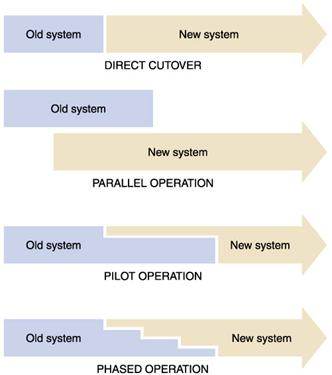 Old system New system
DIRECT CUTOVER
Old system
New system
PARALLEL OPERATION
Old system New system
PILOT OPERATION
Old system New system
PHASED OPERATION